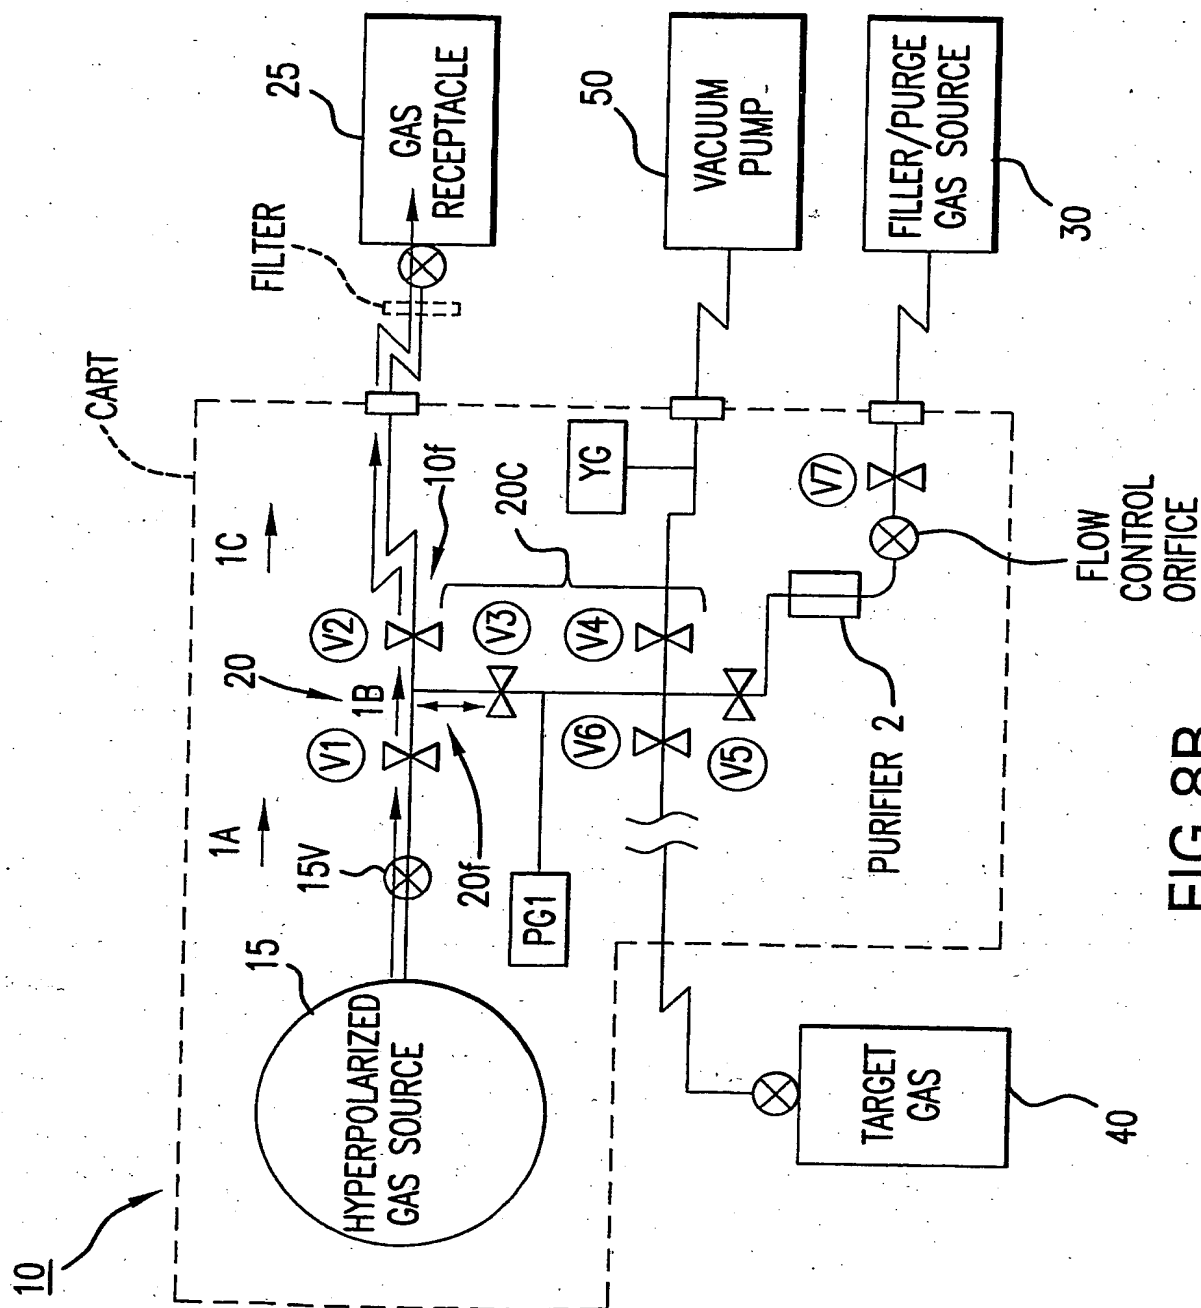 10
CART
FILTER
25
GAS
RECEPTACLE
50
VACUUM
PUMP
FILLER/PURGE
GAS SOURCE
30
1A
1B
1C
20
10f
20C
20f
15
15V
HYPERPOLARIZED
GAS SOURCE
V1
V2
V3
V4
V5
V6
V7
YG
PG1
PURIFIER 2
FLOW
CONTROL
ORIFICE
TARGET
GAS
40
FIG.8B